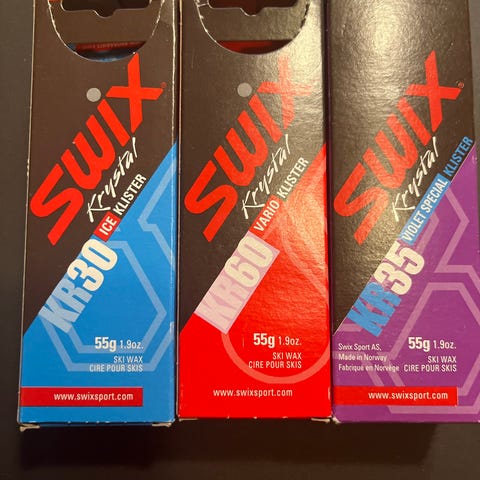 SWIX
Krystal
ICE KLISTER
KR30
55g 1.9oz.
SKI WAX
CIRE POUR SKIS
www.swixsport.com
SWIX
Krystal
VARIO KLISTER
KR60
55g 1.9oz.
SKI WAX
CIRE POUR SKIS
www.swixsport.com
SWIX
Krystal
VIOLET SPECIAL KLISTER
KR35
Swix Sport AS,
Made in Norway
Fabriqué en Norvège
55g 1.9oz.
SKI WAX
CIRE POUR SKIS
www.swixsport.com